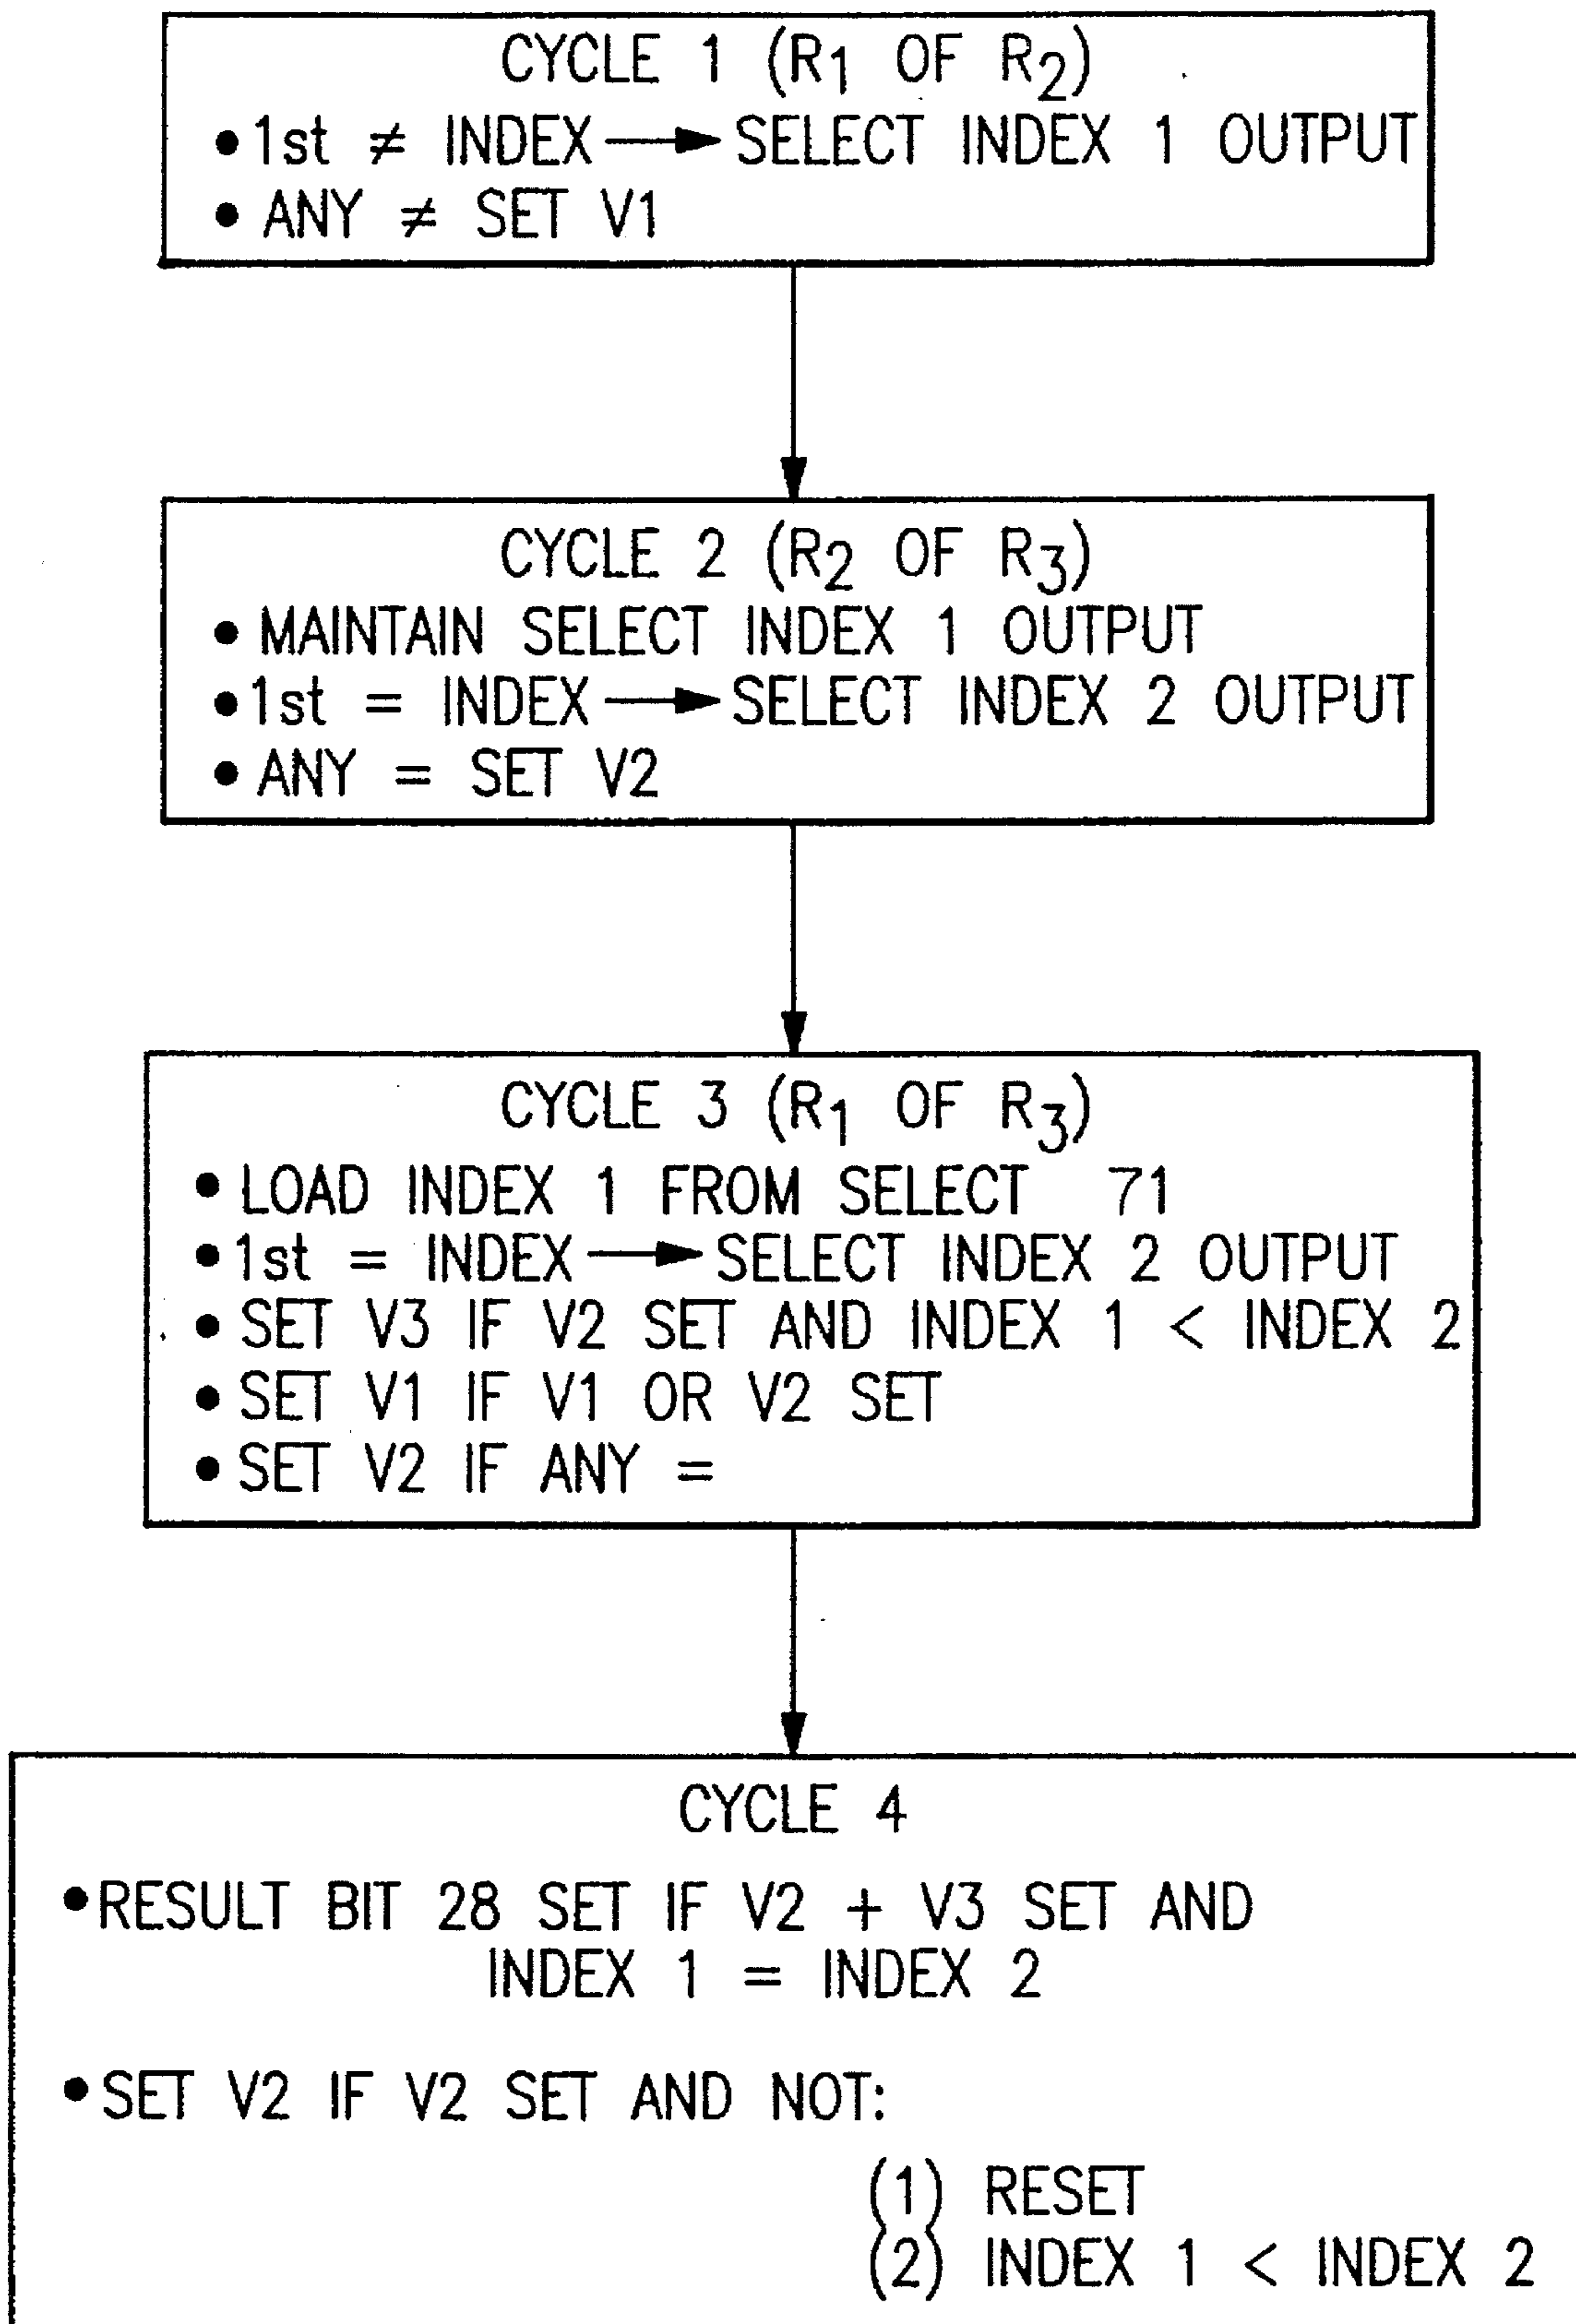 CYCLE 1 (R1 OF R2)
• 1st ≠ INDEX → SELECT INDEX 1 OUTPUT
• ANY ≠ SET V1
CYCLE 2 (R2 OF R3)
• MAINTAIN SELECT INDEX 1 OUTPUT
• 1st = INDEX → SELECT INDEX 2 OUTPUT
• ANY = SET V2
CYCLE 3 (R1 OF R3)
• LOAD INDEX 1 FROM SELECT 71
• 1st = INDEX → SELECT INDEX 2 OUTPUT
• SET V3 IF V2 SET AND INDEX 1 < INDEX 2
• SET V1 IF V1 OR V2 SET
• SET V2 IF ANY =
CYCLE 4
• RESULT BIT 28 SET IF V2 + V3 SET AND
INDEX 1 = INDEX 2
• SET V2 IF V2 SET AND NOT:
(1) RESET
(2) INDEX 1 < INDEX 2